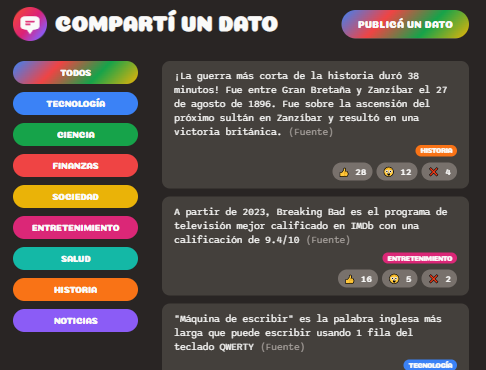 COMPARTÍ UN DATO
PUBLICÁ UN DATO
TODOS
TECNOLOGÍA
CIENCIA
FINANZAS
SOCIEDAD
ENTRETENIMIENTO
SALUD
HISTORIA
NOTICIAS
¡La guerra más corta de la historia duró 38
minutos! Fue entre Gran Bretaña y Zanzíbar el 27
de agosto de 1896. Fue sobre la ascensión del
próximo sultán en Zanzíbar y resultó en una
victoria británica. (Fuente)
HISTORIA
👍 28 😯 12 ❌ 4
A partir de 2023, Breaking Bad es el programa de
televisión mejor calificado en IMDb con una
calificación de 9.4/10 (Fuente)
ENTRETENIMIENTO
👍 16 😯 5 ❌ 2
"Máquina de escribir" es la palabra inglesa más
larga que puede escribir usando 1 fila del
teclado QWERTY (Fuente)
TECNOLOGÍA